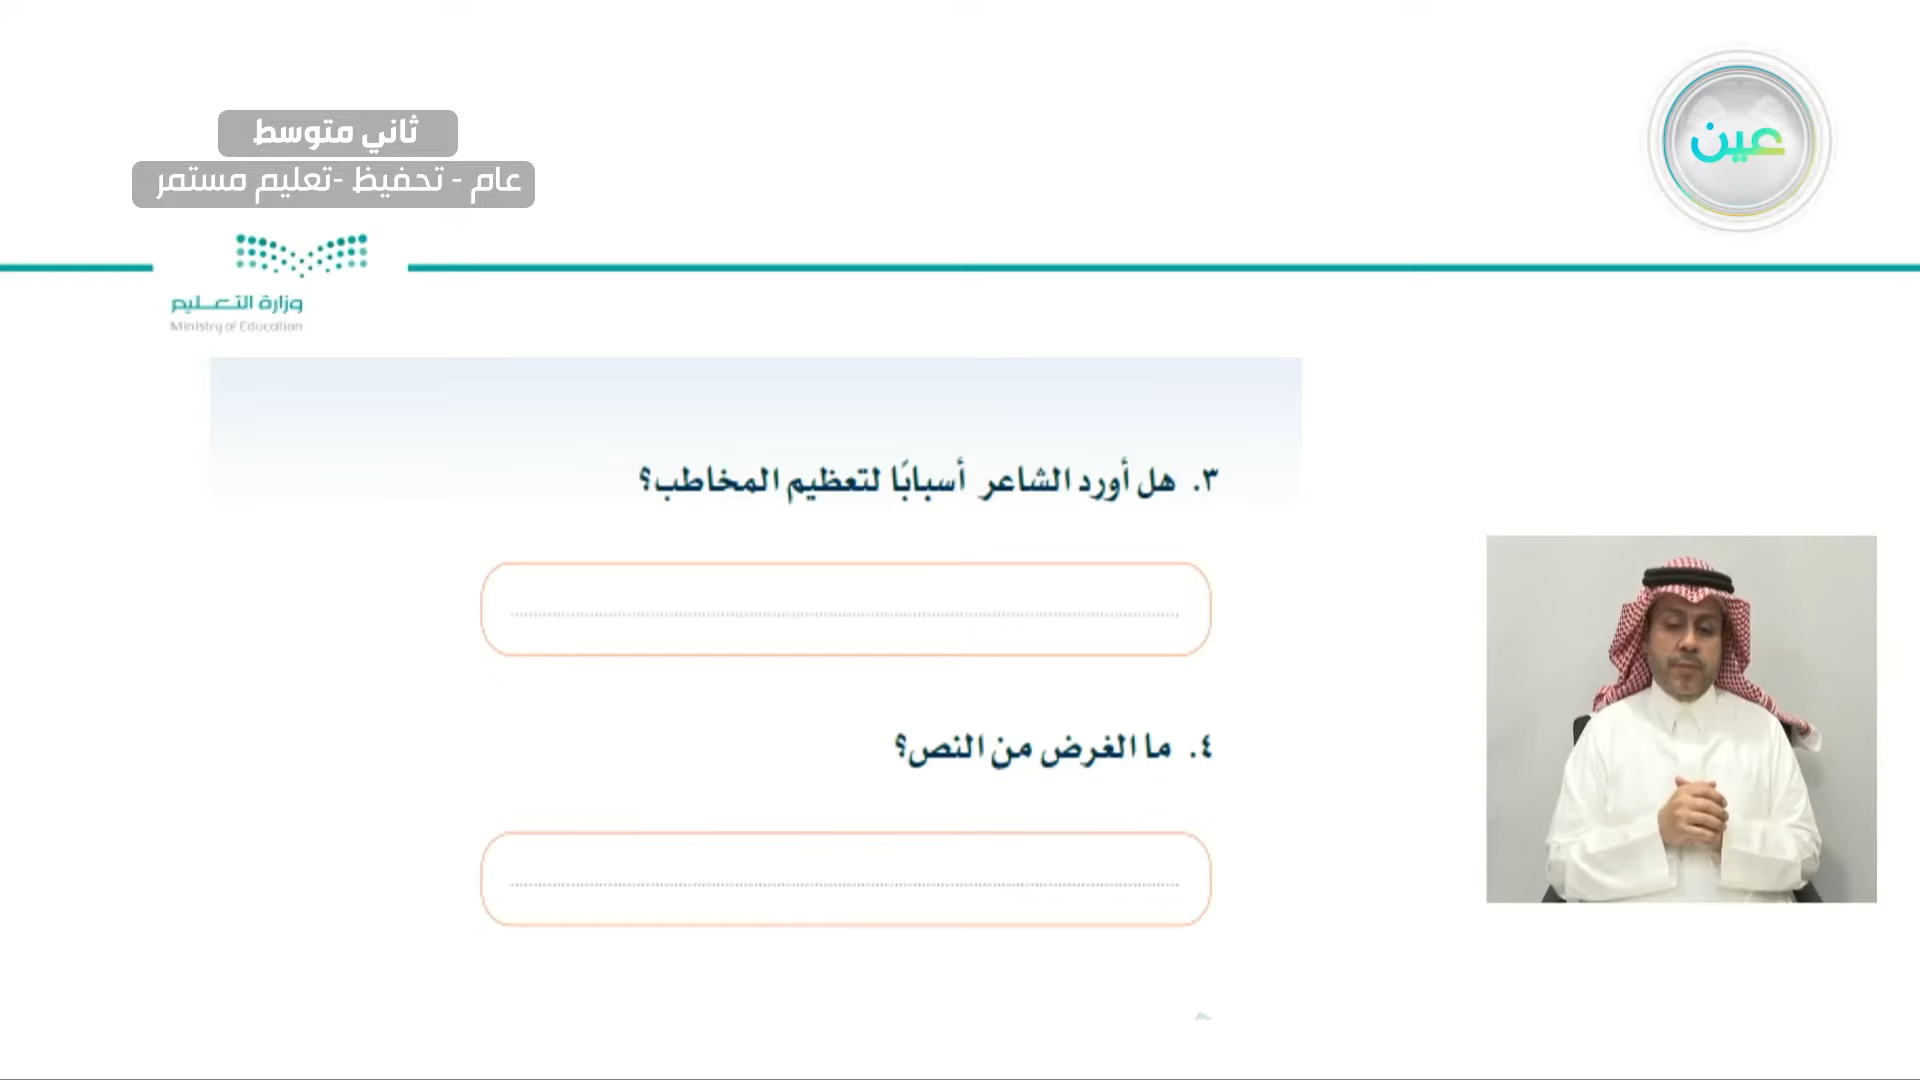 ثاني متوسط
عام - تحفيظ -تعليم مستمر
عين
وزارة التعليم
Ministry of Education
٣. هل أورد الشاعر أسبابًا لتعظيم المخاطب؟
٤. ما الغرض من النص؟